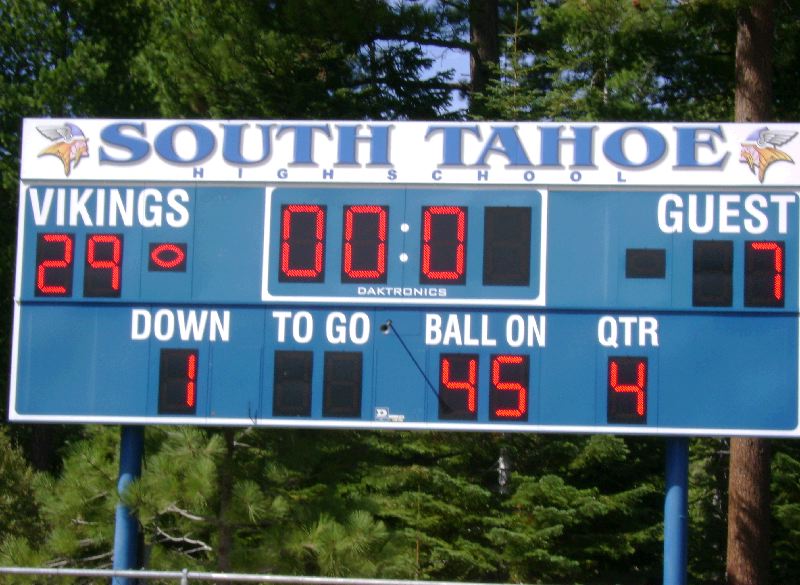 SOUTH TAHOE
HIGH SCHOOL
VIKINGS GUEST
29 00:0 7
DAKTRONICS
DOWN TO GO BALL ON QTR
1 45 4